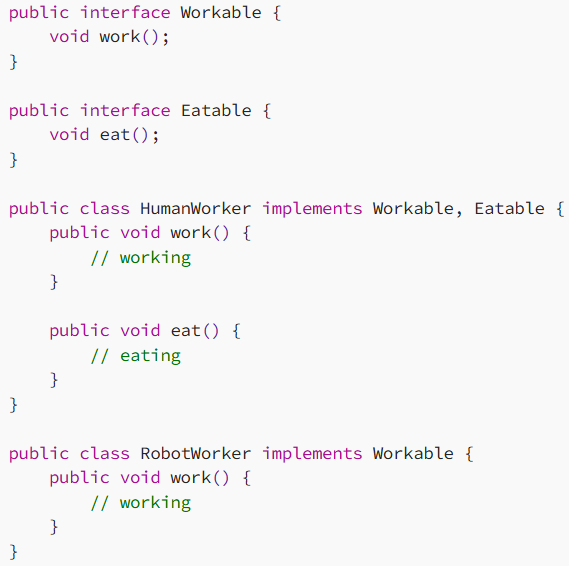 public interface Workable {
    void work();
}

public interface Eatable {
    void eat();
}

public class HumanWorker implements Workable, Eatable {
    public void work() {
        // working
    }

    public void eat() {
        // eating
    }
}

public class RobotWorker implements Workable {
    public void work() {
        // working
    }
}